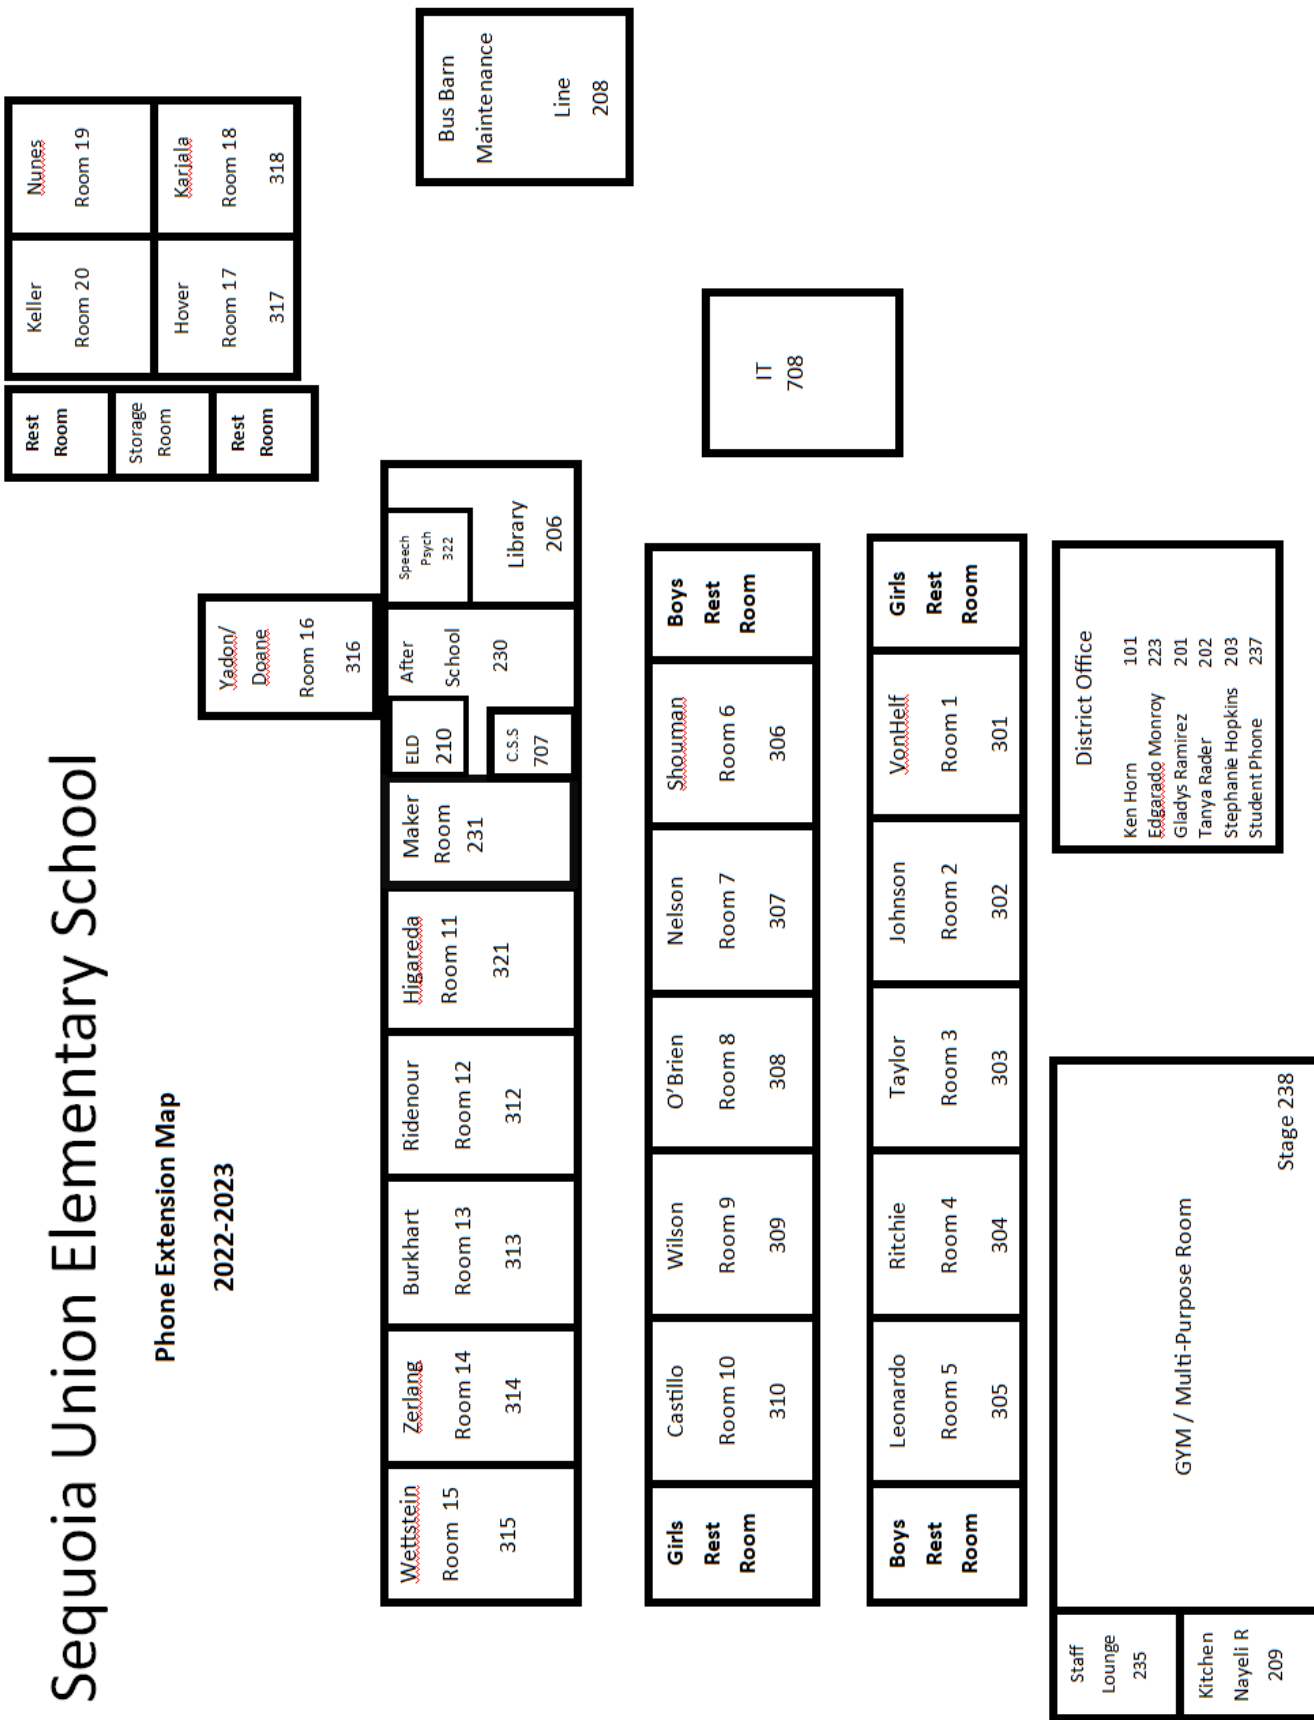 Sequoia Union Elementary School
Phone Extension Map
2022-2023
Rest
Room
Storage
Room
Rest
Room
Keller
Room 20
Nunes
Room 19
Hover
Room 17
317
Kariala
Room 18
318
Yadon/
Doane
Room 16
316
Bus Barn
Maintenance
Line
208
Wettstein
Room 15
315
Zerlang
Room 14
314
Burkhart
Room 13
313
Ridenour
Room 12
312
Higareda
Room 11
321
Maker
Room
231
ELD
210
C.S.S
707
After
School
230
Speech
Psych
322
Library
206
Girls
Rest
Room
Castillo
Room 10
310
Wilson
Room 9
309
O'Brien
Room 8
308
Nelson
Room 7
307
Shouman
Room 6
306
Boys
Rest
Room
IT
708
Boys
Rest
Room
Leonardo
Room 5
305
Ritchie
Room 4
304
Taylor
Room 3
303
Johnson
Room 2
302
VonHelf
Room 1
301
Girls
Rest
Room
Staff
Lounge
235
Kitchen
Nayeli R
209
GYM / Multi-Purpose Room
Stage 238
District Office
Ken Horn 101
Edgarado Monroy 223
Gladys Ramirez 201
Tanya Rader 202
Stephanie Hopkins 203
Student Phone 237